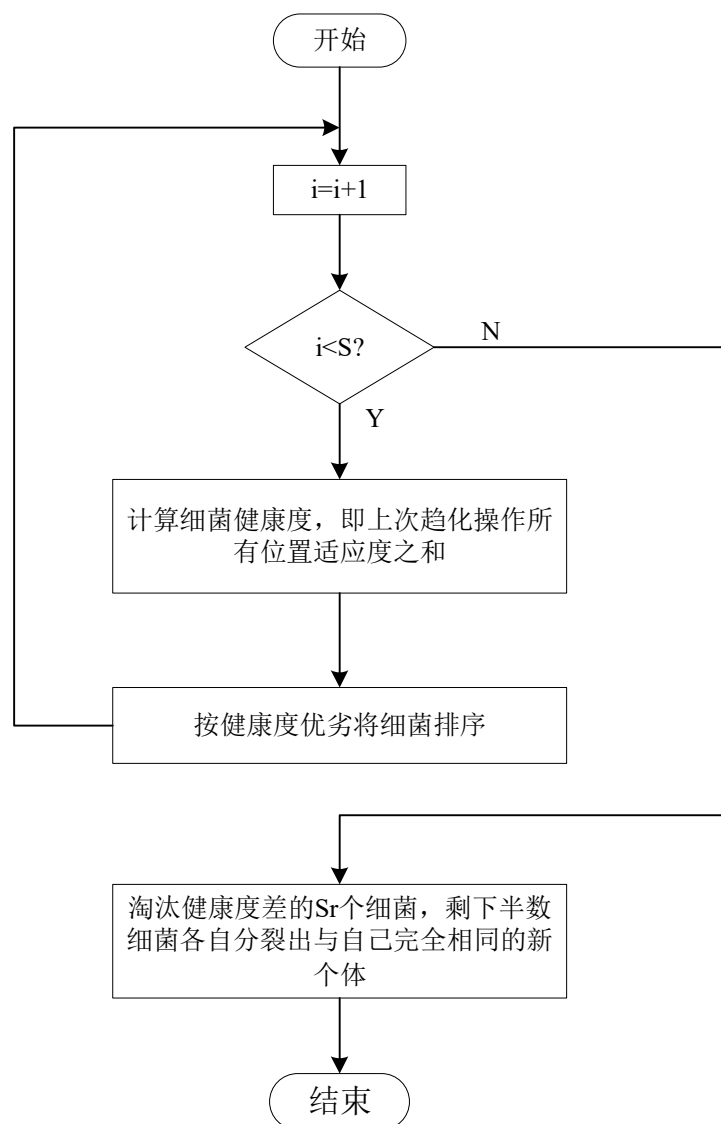 开始
i=i+1
i<S?
N
Y
计算细菌健康度，即上次趋化操作所
有位置适应度之和
按健康度优劣将细菌排序
淘汰健康度差的Sr个细菌，剩下半数
细菌各自分裂出与自己完全相同的新
个体
结束